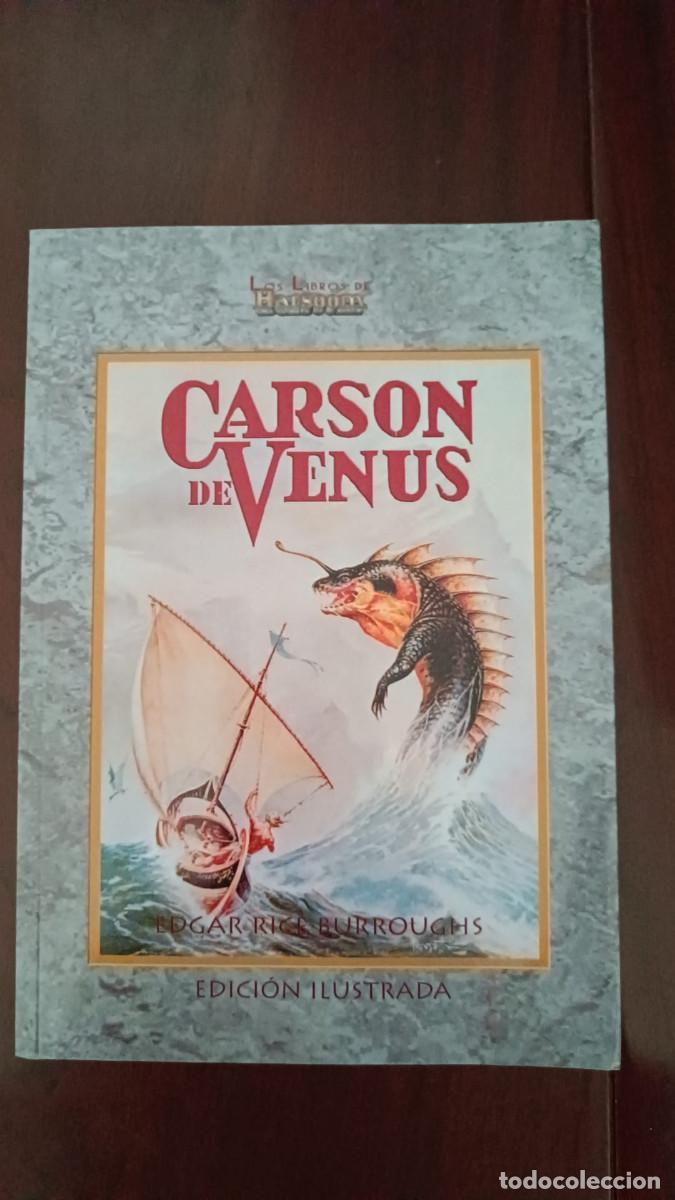 LOS LIBROS DE
CARSON
DE VENUS
EDGAR RICE BURROUGHS
EDICIÓN ILUSTRADA
todocoleccion